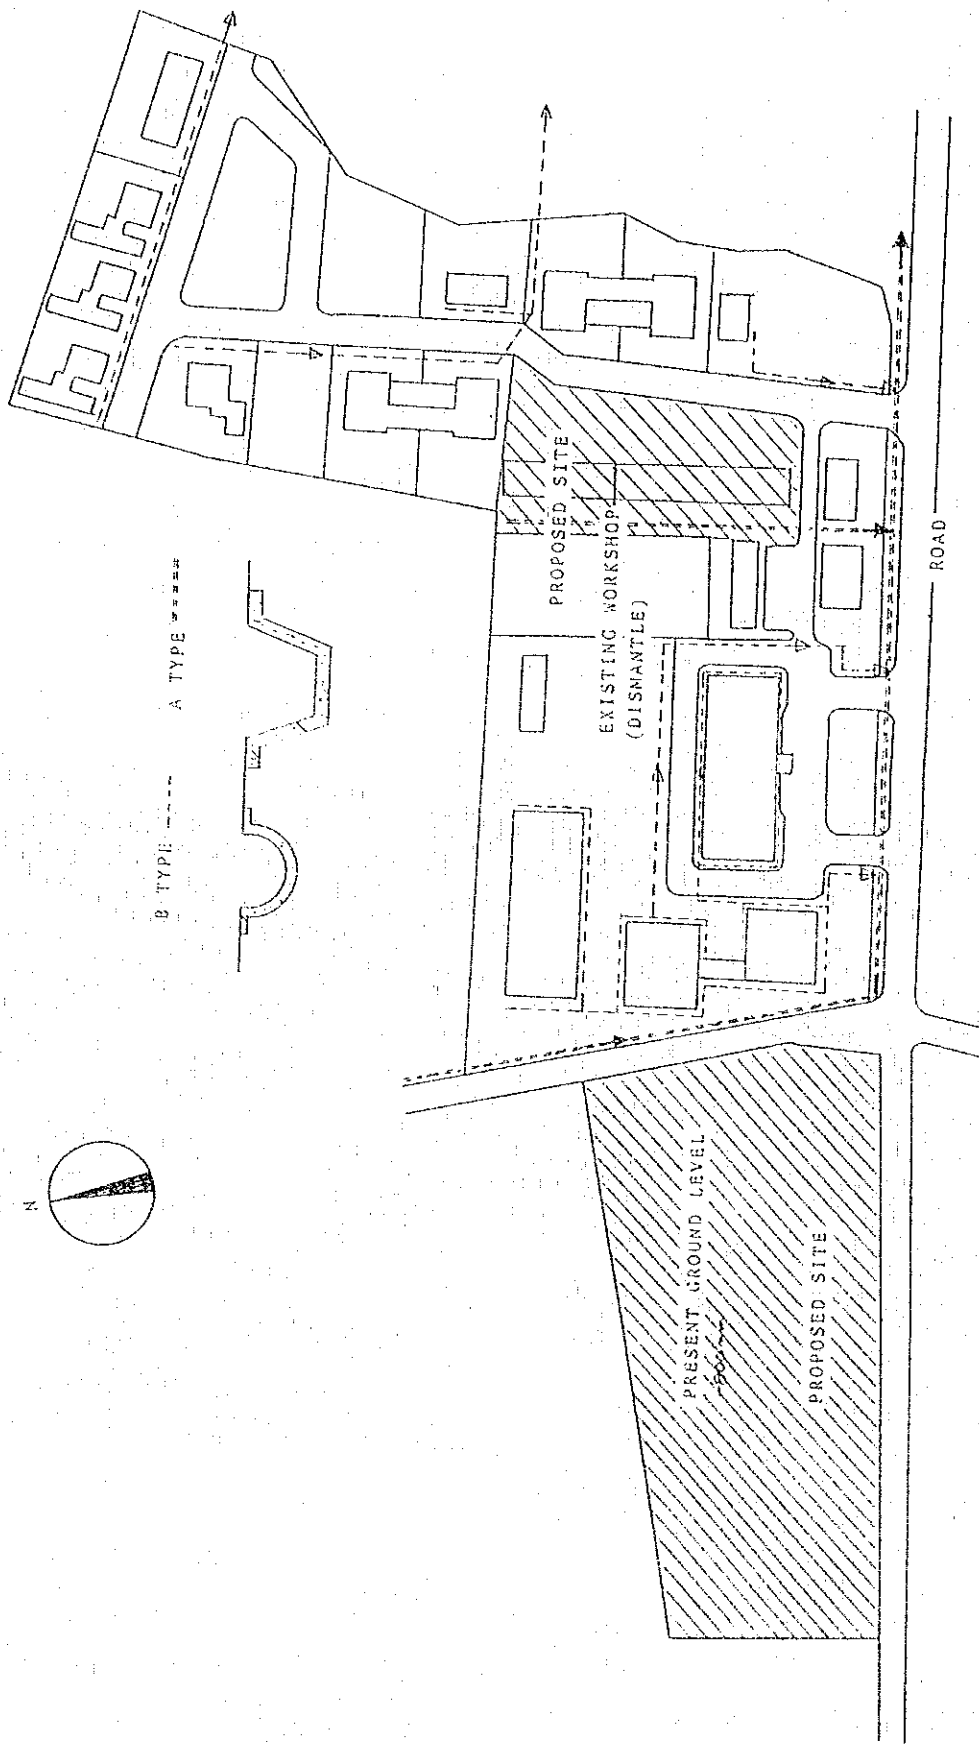 N
B TYPE -----
A TYPE =====
PROPOSED SITE
EXISTING WORKSHOP
(DISMANTLE)
PRESENT GROUND LEVEL
PROPOSED SITE
ROAD